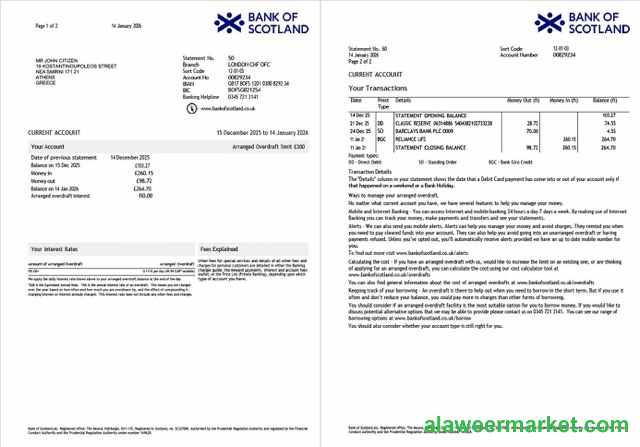 Page 1 of 2
14 January 2026
BANK OF
SCOTLAND
MR JOHN CITIZEN
16 KOSTANTINOUPOLEOS STREET
NEA SMIRNI 171 21
ATHENS
GREECE
Statement No. 50
Branch LONDON CHF OFC
Sort Code 12-01-03
Account No 00829234
IBAN GB17 BOFS 1201 0300 8292 34
BIC BOFSGB21254
Banking Helpline 0345 721 3141
www.bankofscotland.co.uk
CURRENT ACCOUNT
15 December 2025 to 14 January 2026
Your Account
Arranged Overdraft limit £300
Date of previous statement 14 December 2025
Balance on 15 Dec 2025 £103.27
Money in £260.15
Money out £98.72
Balance on 14 Jan 2026 £264.70
Arranged overdraft interest £0.00
Your Interest Rates
amount of arranged overdraft
arranged overdraft
Fees Explained
Statement No. 50
14 January 2026
Page 2 of 2
Sort Code 12-01-03
Account Number 00829234
BANK OF
SCOTLAND
CURRENT ACCOUNT
Your Transactions
Date Pmnt Type Details Money Out (£) Money In (£) Balance (£)
14 Dec 25 STATEMENT OPENING BALANCE 103.27
21 Dec 25 DD CLASSIC RESERVE 28.72 74.55
24 Dec 25 SO BARCLAYS BANK PLC 0009 70.00 4.55
11 Jan 2 BGC RELIANCE LIFE 260.15 264.70
11 Jan 2 STATEMENT CLOSING BALANCE 98.72 260.15 264.70
Payment types:
DD - Direct Debit SO - Standing Order BGC - Bank Giro Credit
Transaction Details
The "Details" column in your statement shows the date that a Debit Card payment has come into or out of your account only if
that happened on a weekend or a Bank Holiday.
Ways to manage your arranged overdraft.
No matter what current account you have, we have several features to help you manage your money.
Mobile and Internet Banking - You can access Internet and mobile banking 24 hours a day 7 days a week. By making use of Internet
Banking you can track your money, make payments and transfers and see your statements.
Alerts - We can also send you mobile alerts. Alerts can help you manage your money and avoid charges. They remind you when
you need to pay cleared funds into your account. They can also help you avoid going into an unarranged overdraft or having
payments refused. Unless you've opted out, you'll automatically receive alerts provided we have an up to date mobile number for
you.
To find out more visit www.bankofscotland.co.uk/alerts
Calculating the cost - If you have an arranged overdraft with us, would like to increase the limit on an existing one, or are thinking
of applying for an arranged overdraft, you can calculate the cost using our cost calculator tool at
www.bankofscotland.co.uk/overdrafts
You can also find general information about the cost of arranged overdrafts at www.bankofscotland.co.uk/overdrafts
Keeping track of your borrowing - An overdraft is there to help out when you need to borrow in the short term. But if you use it
often and don't reduce your balance, you could pay more in charges than other forms of borrowing.
You should consider if an arranged overdraft facility is the most suitable option for you to borrow money. If you would like to
discuss potential alternative options that we may be able to provide please contact us on 0345 721 3141. You can see our range of
borrowing options at www.bankofscotland.co.uk/borrow
You should also consider whether your account type is still right for you.
alaweermarket.com